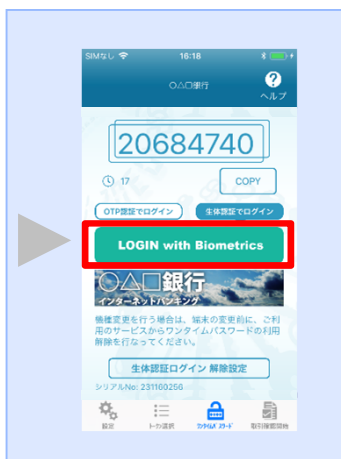 SIMなし 16:18
○△□銀行
ヘルプ
20684740
17 COPY
OTP認証でログイン 生体認証でログイン
LOGIN with Biometrics
○△□銀行
インターネットバンキング
機種変更を行う場合は、端末の変更前に、ご利
用のサービスからワンタイムパスワードの利用
解除を行なってください。
生体認証ログイン 解除設定
シリアルNo: 231160256
設定 トークン選択 ワンタイムパスワード 取引確認開始